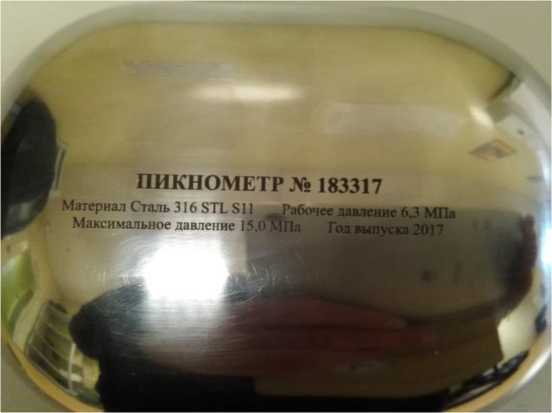 ПИКНОМЕТР № 183317
Материал Сталь 316 STL S11 Рабочее давление 6,3 МПа
Максимальное давление 15,0 МПа Год выпуска 2017